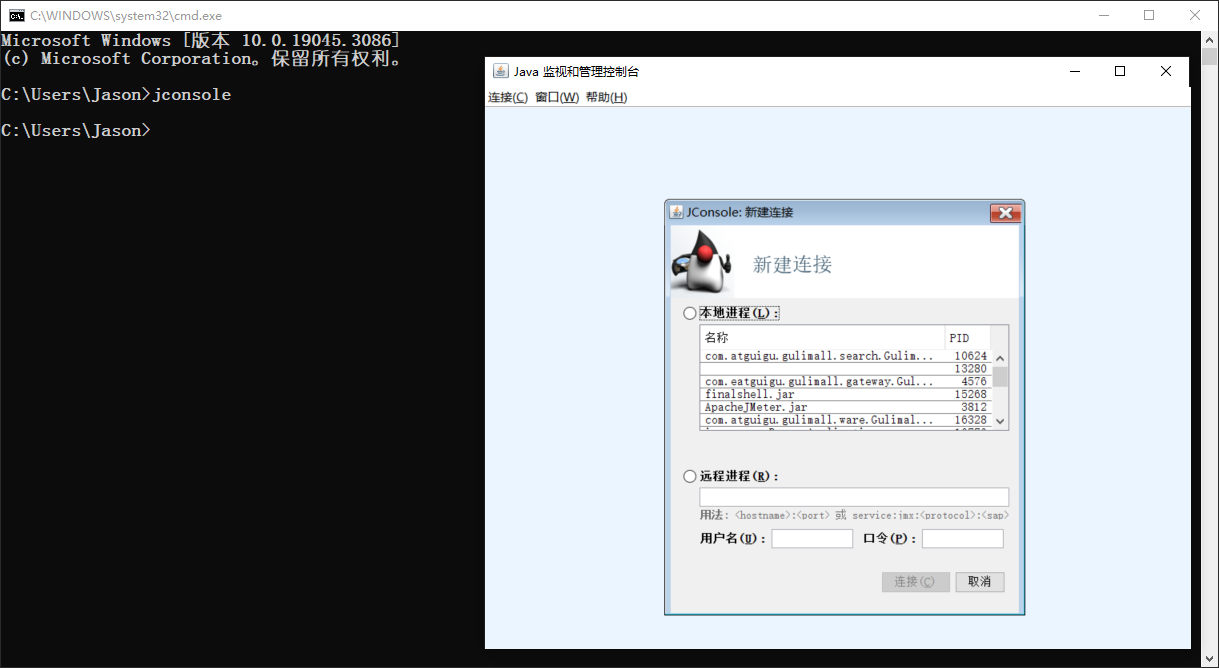 C:\WINDOWS\system32\cmd.exe
Microsoft Windows [版本 10.0.19045.3086]
(c) Microsoft Corporation。保留所有权利。
C:\Users\Jason>jconsole
C:\Users\Jason>
Java 监视和管理控制台
连接(C) 窗口(W) 帮助(H)
JConsole: 新建连接
新建连接
本地进程(L):
名称 PID
com.atguigu.gulimall.search.Gulim... 10624
13280
com.eatguigu.gulimall.gateway.Gul... 4576
finalshell.jar 15268
ApacheJMeter.jar 3812
com.atguigu.gulimall.ware.Gulimal... 16328
远程进程(R):
用法: <hostname>:<port> 或 service:jmx:<protocol>:<sap>
用户名(U): 口令(P):
连接(C) 取消